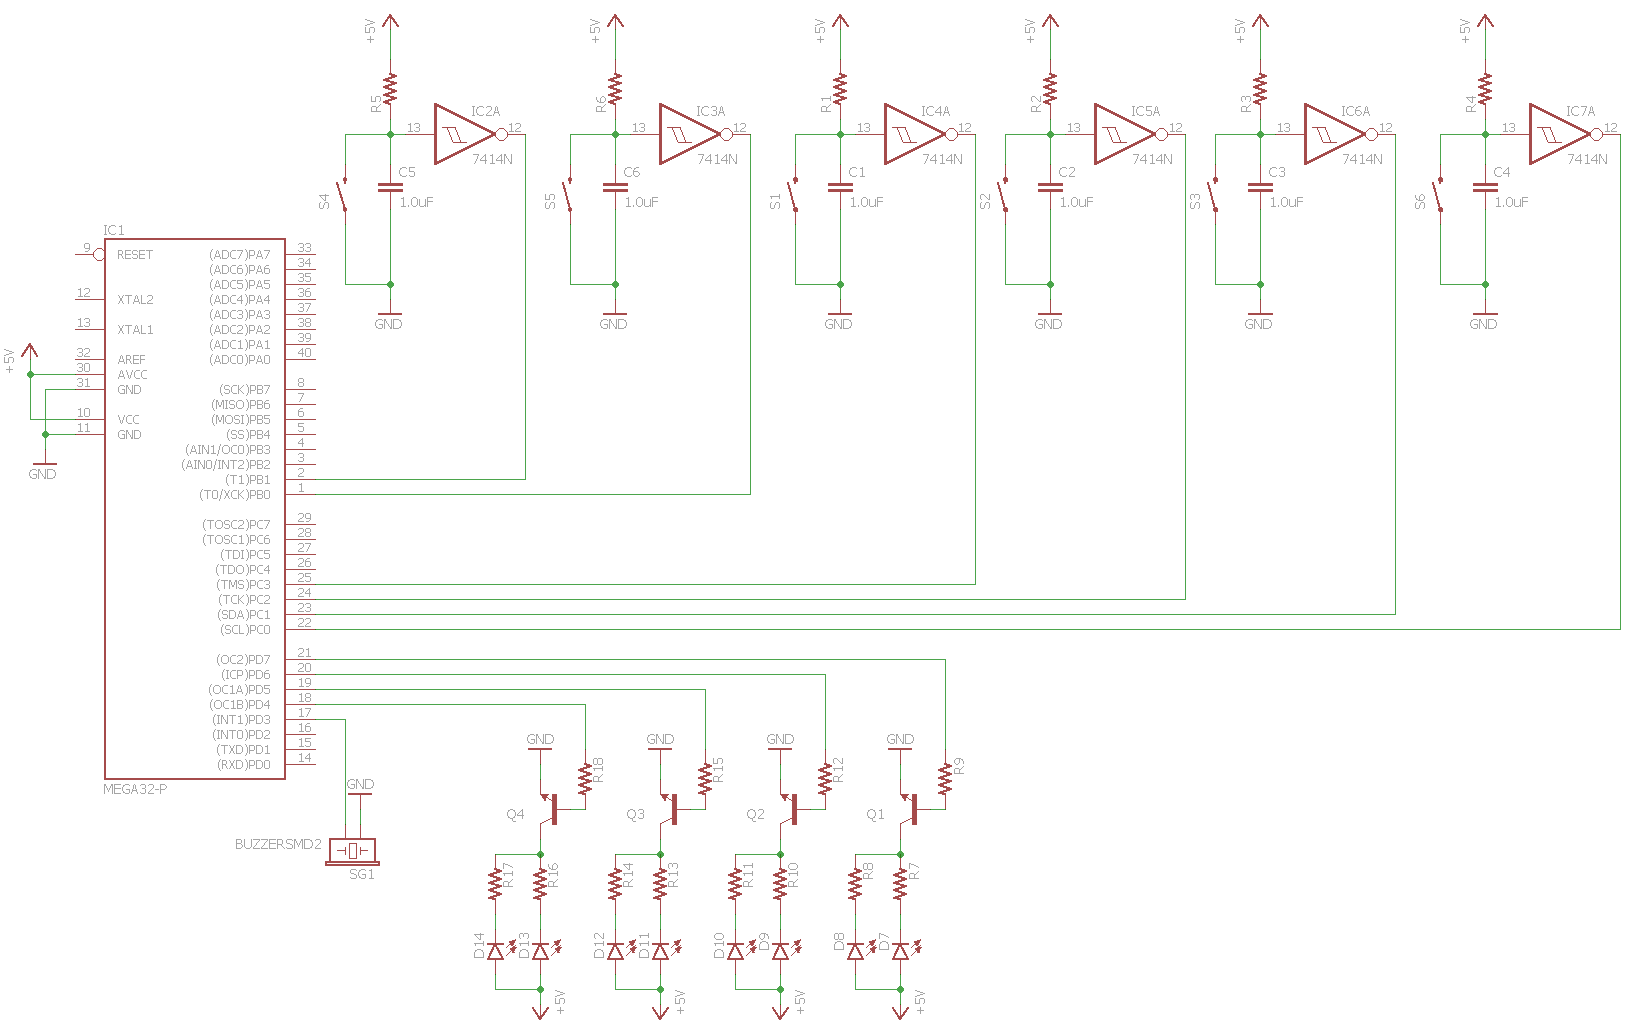 +5V
+5V
+5V
+5V
+5V
+5V
R5
R6
R1
R2
R3
R4
IC2A
IC3A
IC4A
IC5A
IC6A
IC7A
13
12
13
12
13
12
13
12
13
12
13
12
7414N
7414N
7414N
7414N
7414N
7414N
S4
C5
1.0uF
S5
C6
1.0uF
S1
C1
1.0uF
S2
C2
1.0uF
S3
C3
1.0uF
S6
C4
1.0uF
GND
GND
GND
GND
GND
GND
IC1
9 RESET
12 XTAL2
13 XTAL1
32 AREF
30 AVCC
31 GND
10 VCC
11 GND
+5V
GND
(ADC7)PA7 33
(ADC6)PA6 34
(ADC5)PA5 35
(ADC4)PA4 36
(ADC3)PA3 37
(ADC2)PA2 38
(ADC1)PA1 39
(ADC0)PA0 40
(SCK)PB7 8
(MISO)PB6 7
(MOSI)PB5 6
(SS)PB4 5
(AIN1/OC0)PB3 4
(AIN0/INT2)PB2 3
(T1)PB1 2
(T0/XCK)PB0 1
(TOSC2)PC7 29
(TOSC1)PC6 28
(TDI)PC5 27
(TDO)PC4 26
(TMS)PC3 25
(TCK)PC2 24
(SDA)PC1 23
(SCL)PC0 22
(OC2)PD7 21
(ICP)PD6 20
(OC1A)PD5 19
(OC1B)PD4 18
(INT1)PD3 17
(INT0)PD2 16
(TXD)PD1 15
(RXD)PD0 14
MEGA32-P
GND
BUZZERSMD2
SG1
GND
GND
GND
GND
R18
R15
R12
R9
Q4
Q3
Q2
Q1
R17
R16
R14
R13
R11
R10
R8
R7
D14
D13
D12
D11
D10
D9
D8
D7
+5V
+5V
+5V
+5V